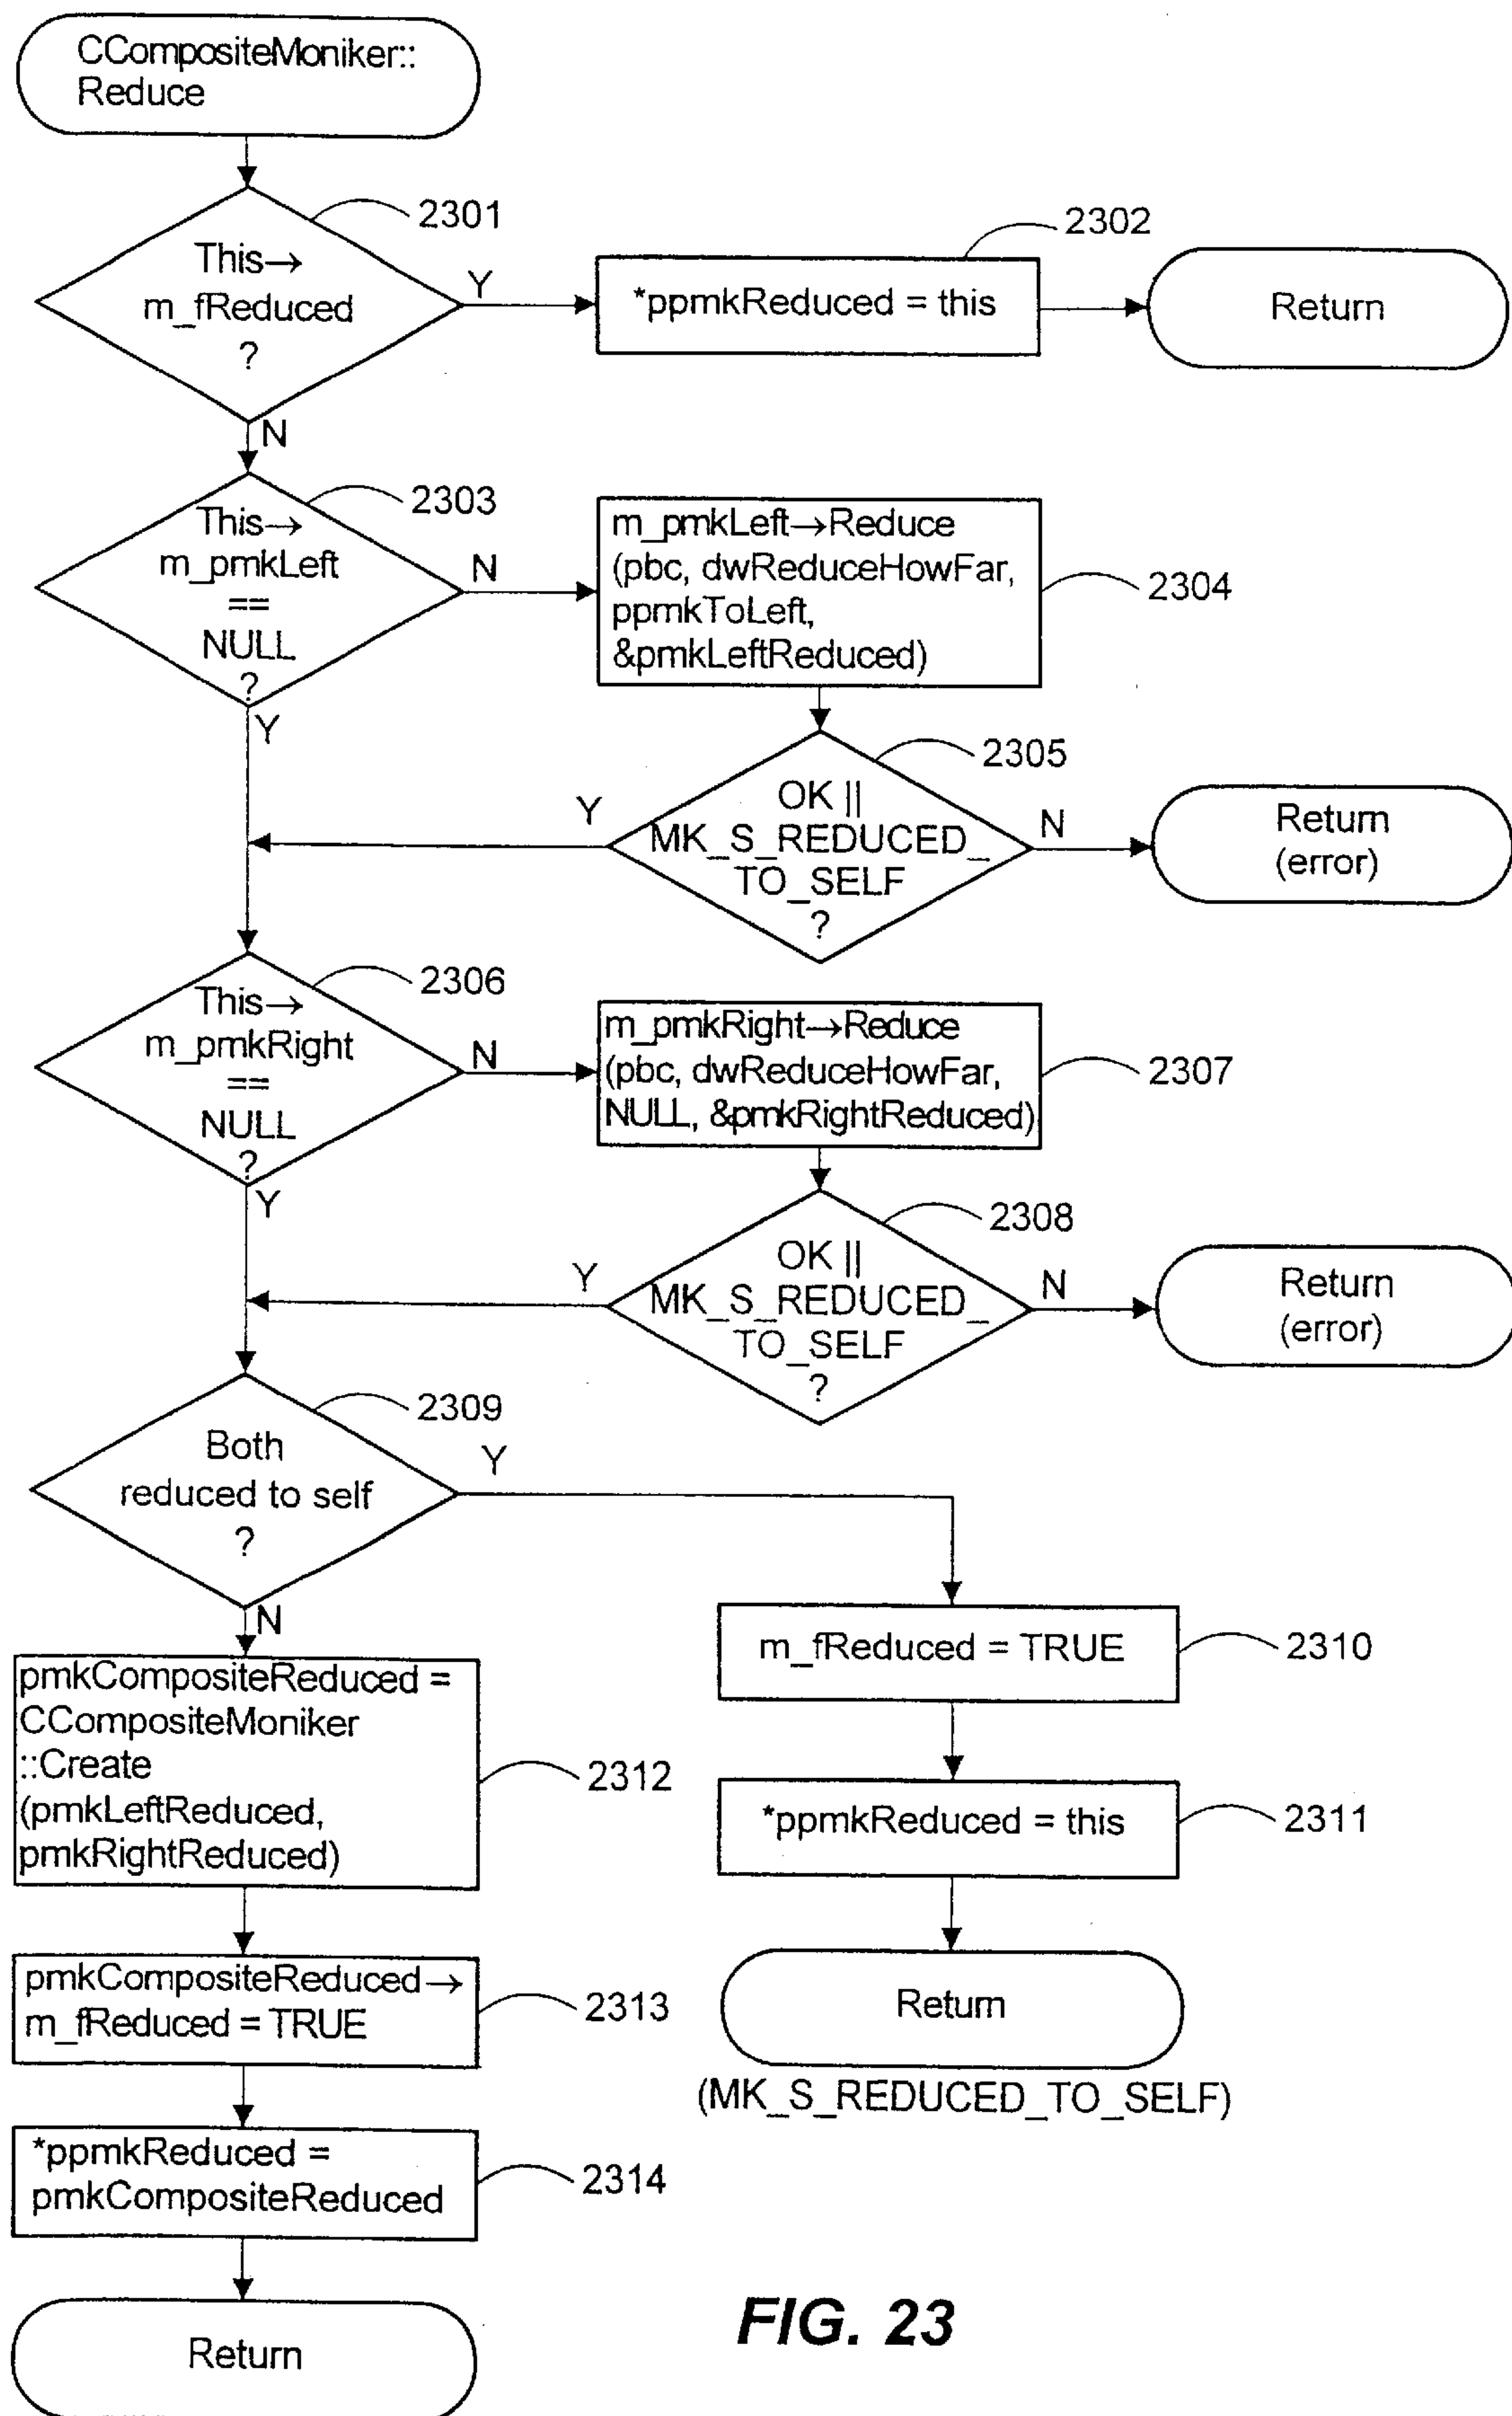 CCompositeMoniker::
Reduce
2301
This→
m_fReduced
?
Y
2302
*ppmkReduced = this
Return
N
2303
This→
m_pmkLeft
==
NULL
?
N
m_pmkLeft→Reduce
(pbc, dwReduceHowFar,
ppmkToLeft,
&pmkLeftReduced)
2304
Y
2305
OK ||
MK_S_REDUCED_
TO_SELF
?
Y
N
Return
(error)
2306
This→
m_pmkRight
==
NULL
?
N
m_pmkRight→Reduce
(pbc, dwReduceHowFar,
NULL, &pmkRightReduced)
2307
Y
2308
OK ||
MK_S_REDUCED_
TO_SELF
?
Y
N
Return
(error)
2309
Both
reduced to self
?
Y
N
m_fReduced = TRUE
2310
*ppmkReduced = this
2311
Return
(MK_S_REDUCED_TO_SELF)
pmkCompositeReduced =
CCompositeMoniker
::Create
(pmkLeftReduced,
pmkRightReduced)
2312
pmkCompositeReduced→
m_fReduced = TRUE
2313
*ppmkReduced =
pmkCompositeReduced
2314
Return
FIG. 23